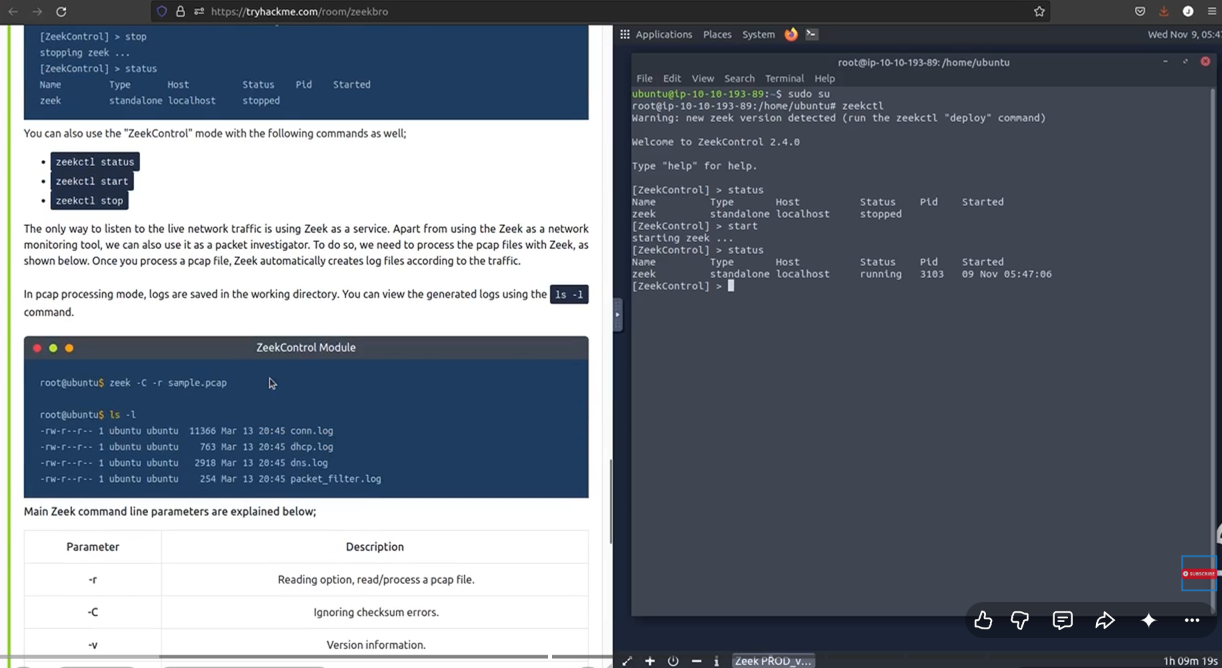 https://tryhackme.com/room/zeekbro
[ZeekControl] > stop
stopping zeek ...
[ZeekControl] > status
Name Type Host Status Pid Started
zeek standalone localhost stopped
You can also use the "ZeekControl" mode with the following commands as well;
zeekctl status
zeekctl start
zeekctl stop
The only way to listen to the live network traffic is using Zeek as a service. Apart from using the Zeek as a network
monitoring tool, we can also use it as a packet investigator. To do so, we need to process the pcap files with Zeek, as
shown below. Once you process a pcap file, Zeek automatically creates log files according to the traffic.
In pcap processing mode, logs are saved in the working directory. You can view the generated logs using the ls -l
command.
ZeekControl Module
root@ubuntu$ zeek -C -r sample.pcap
root@ubuntu$ ls -l
-rw-r--r-- 1 ubuntu ubuntu 11366 Mar 13 20:45 conn.log
-rw-r--r-- 1 ubuntu ubuntu 763 Mar 13 20:45 dhcp.log
-rw-r--r-- 1 ubuntu ubuntu 2918 Mar 13 20:45 dns.log
-rw-r--r-- 1 ubuntu ubuntu 254 Mar 13 20:45 packet_filter.log
Main Zeek command line parameters are explained below;
Parameter Description
-r Reading option, read/process a pcap file.
-C Ignoring checksum errors.
-v Version information.
Applications Places System
Wed Nov 9, 05:47
root@ip-10-10-193-89: /home/ubuntu
File Edit View Search Terminal Help
ubuntu@ip-10-10-193-89:~$ sudo su
root@ip-10-10-193-89:/home/ubuntu# zeekctl
Warning: new zeek version detected (run the zeekctl "deploy" command)
Welcome to ZeekControl 2.4.0
Type "help" for help.
[ZeekControl] > status
Name Type Host Status Pid Started
zeek standalone localhost stopped
[ZeekControl] > start
starting zeek ...
[ZeekControl] > status
Name Type Host Status Pid Started
zeek standalone localhost running 3103 09 Nov 05:47:06
[ZeekControl] >
SUBSCRIBE
Zeek PROD_v...
1h 09m 19s